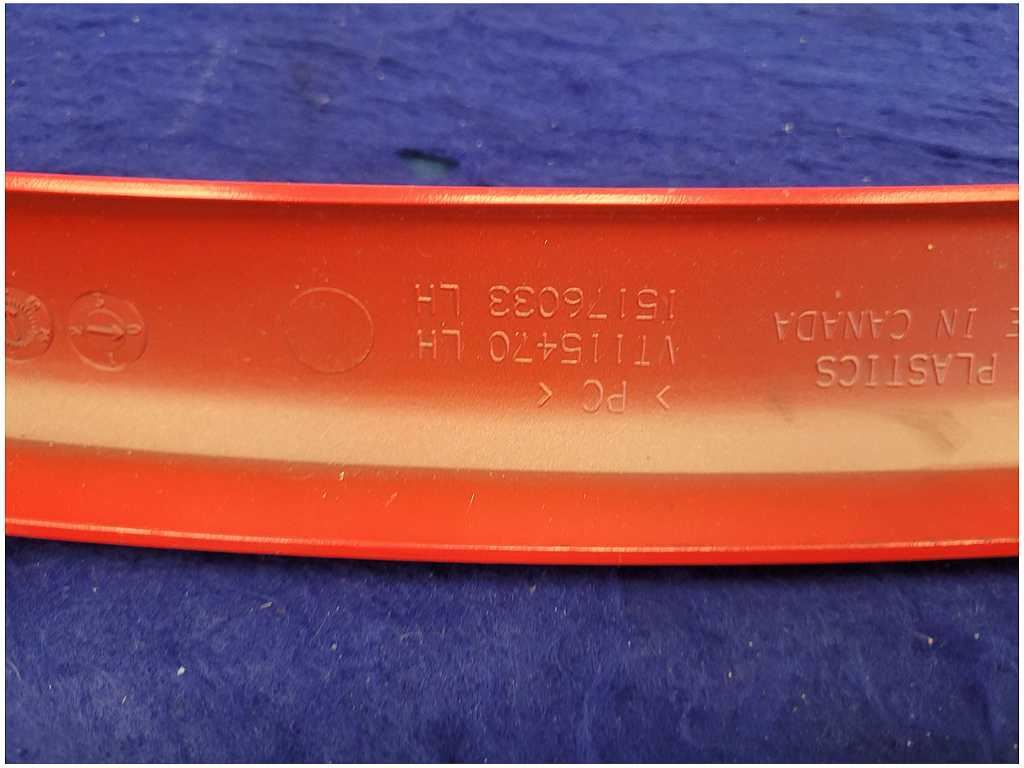 PLASTICS
E IN CANADA
> PC <
VT115470 LH
15176033 LH